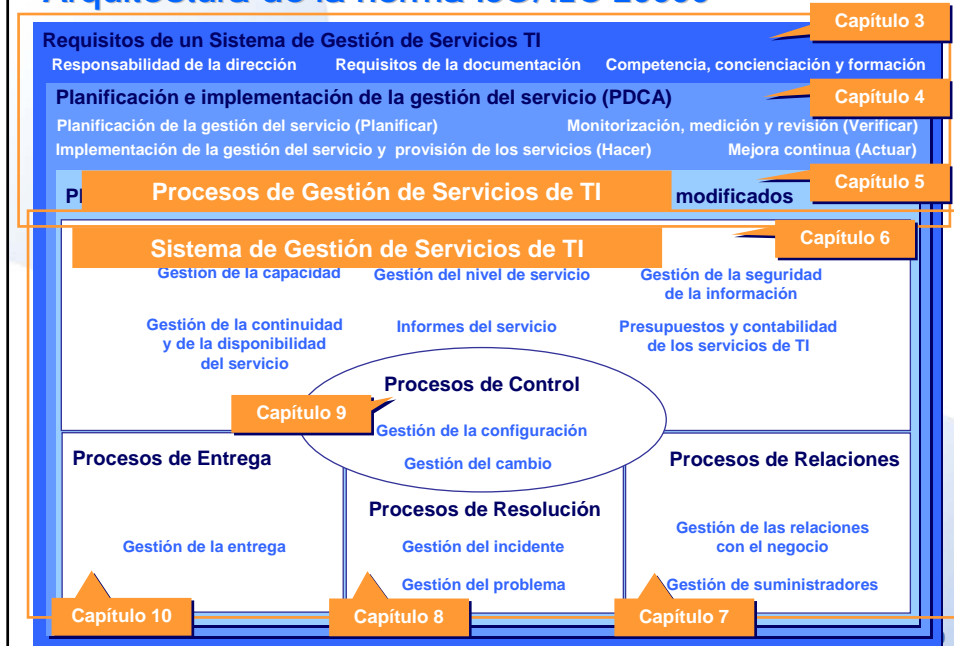 Arquitectura de la norma ISO/IEC 20000
Capítulo 3
Requisitos de un Sistema de Gestión de Servicios TI
Responsabilidad de la dirección Requisitos de la documentación Competencia, concienciación y formación
Planificación e implementación de la gestión del servicio (PDCA)
Capítulo 4
Planificación de la gestión del servicio (Planificar) Monitorización, medición y revisión (Verificar)
Implementación de la gestión del servicio y provisión de los servicios (Hacer) Mejora continua (Actuar)
Capítulo 5
Procesos de Gestión de Servicios de TI modificados
Capítulo 6
Sistema de Gestión de Servicios de TI
Gestión de la capacidad Gestión del nivel de servicio Gestión de la seguridad
de la información
Gestión de la continuidad Informes del servicio Presupuestos y contabilidad
y de la disponibilidad de los servicios de TI
del servicio
Procesos de Control
Capítulo 9
Gestión de la configuración
Gestión del cambio
Procesos de Entrega Procesos de Relaciones
Procesos de Resolución
Gestión de la entrega Gestión del incidente Gestión de las relaciones
con el negocio
Gestión del problema Gestión de suministradores
Capítulo 10 Capítulo 8 Capítulo 7